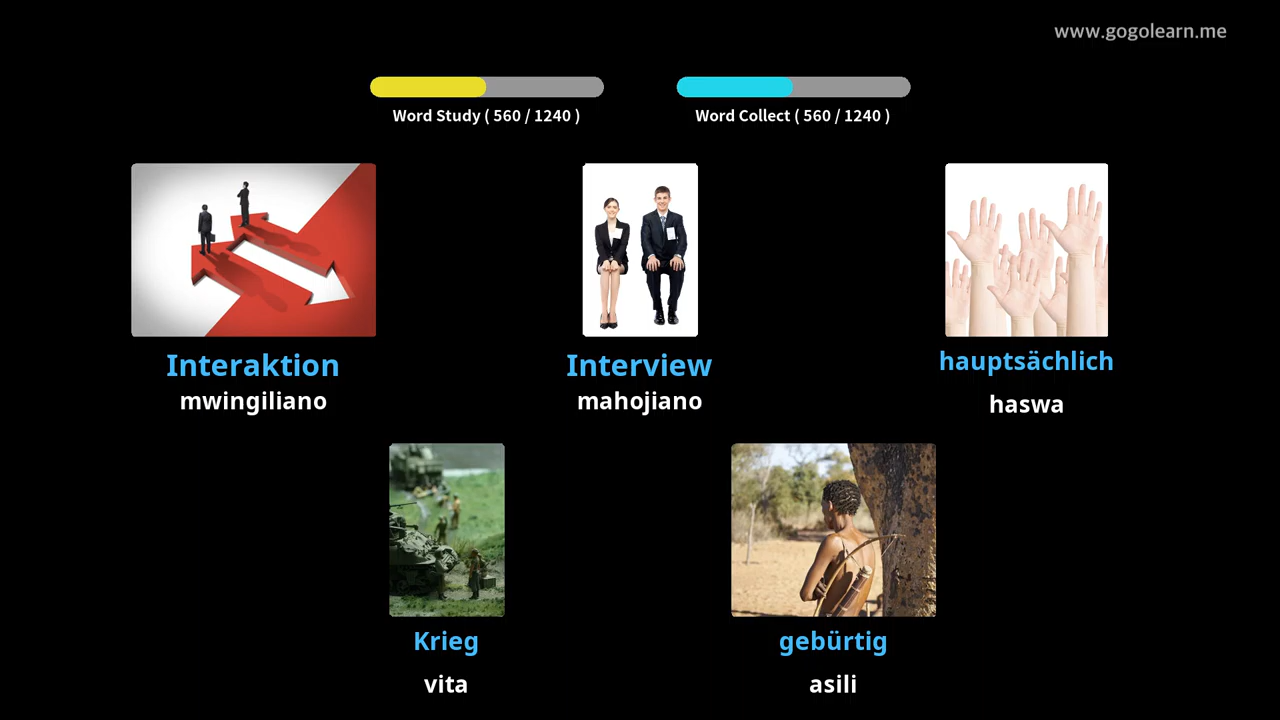 www.gogolearn.me
Word Study ( 560 / 1240 )
Word Collect ( 560 / 1240 )
Interaktion
mwingiliano
Interview
mahojiano
hauptsächlich
haswa
Krieg
vita
gebürtig
asili